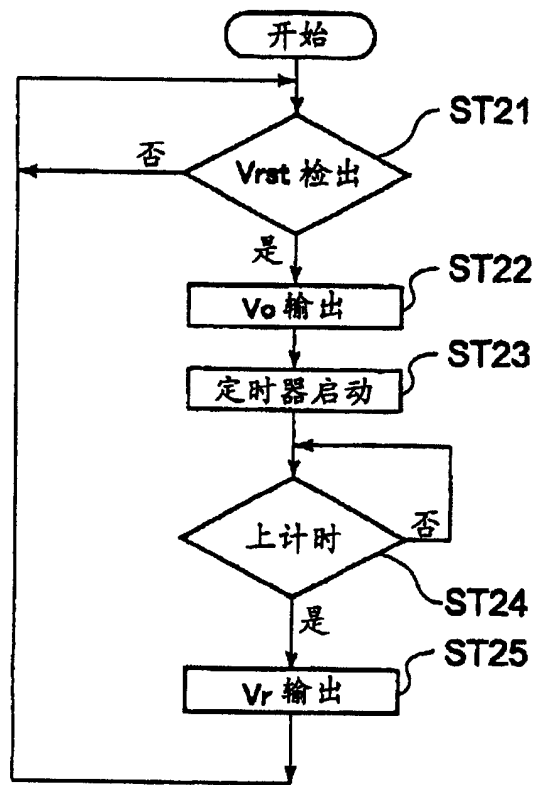 开始
ST21
否
Vrst 检出
是
ST22
Vo 输出
ST23
定时器启动
上计时
否
ST24
是
ST25
Vr 输出